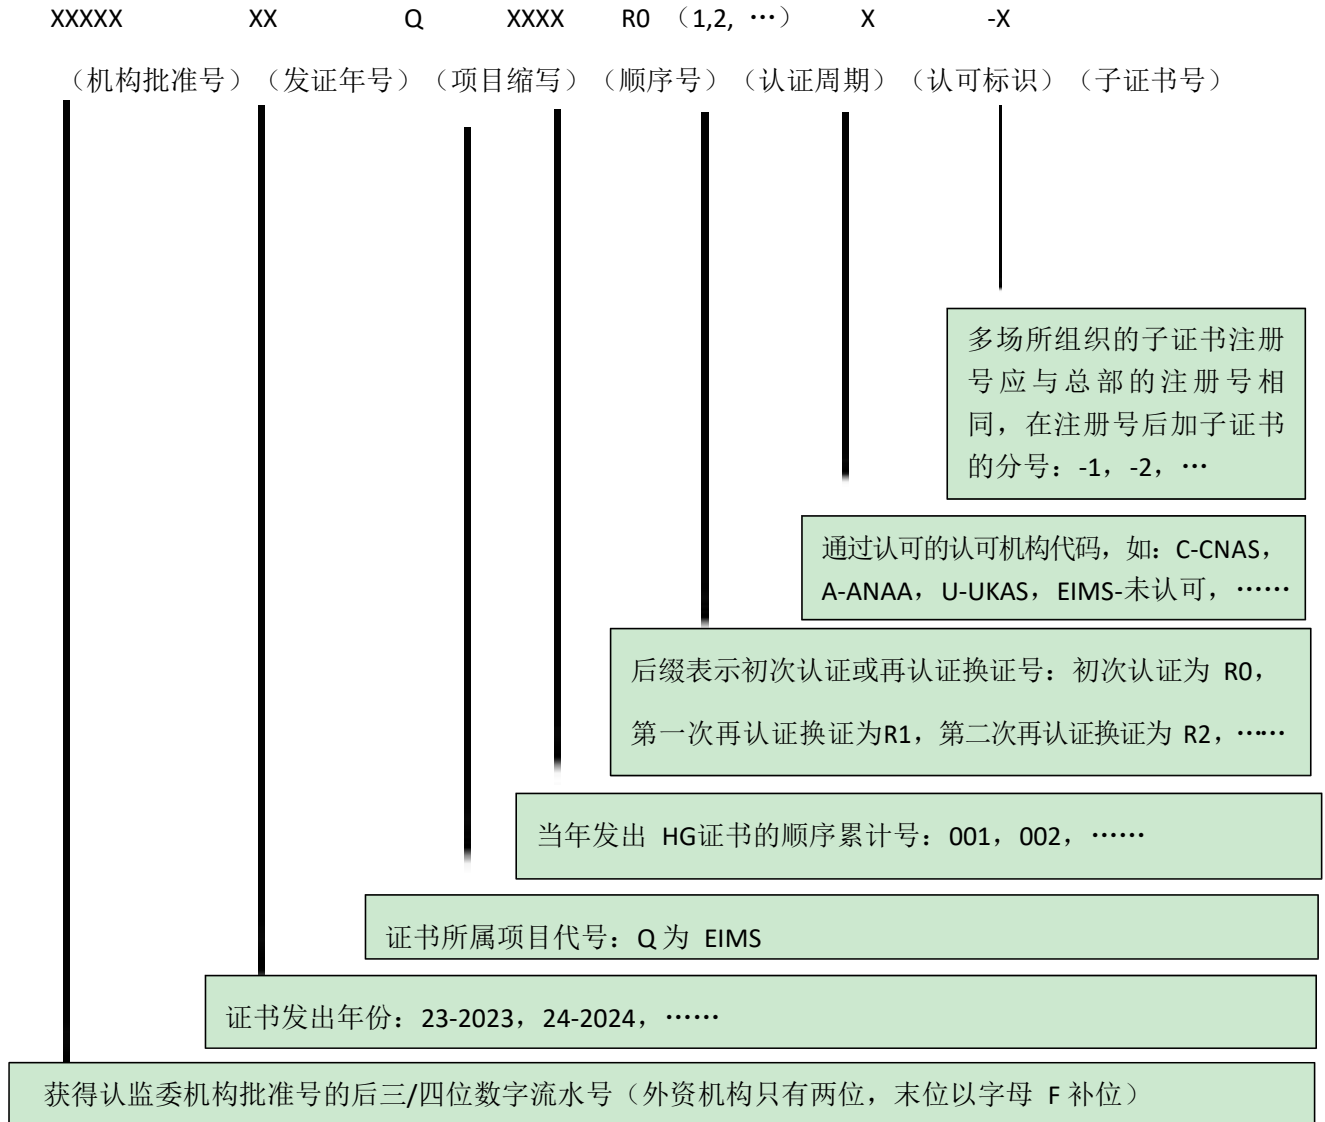 XXXXX XX Q XXXX R0 （1,2, …） X -X
（机构批准号）（发证年号）（项目缩写）（顺序号）（认证周期）（认可标识）（子证书号）
多场所组织的子证书注册
号应与总部的注册号相
同，在注册号后加子证书
的分号：-1，-2，…
通过认可的认可机构代码，如：C-CNAS，
A-ANAA，U-UKAS，EIMS-未认可，……
后缀表示初次认证或再认证换证号：初次认证为 R0，
第一次再认证换证为R1，第二次再认证换证为 R2，……
当年发出 HG证书的顺序累计号：001，002，……
证书所属项目代号：Q 为 EIMS
证书发出年份：23-2023，24-2024，……
获得认监委机构批准号的后三/四位数字流水号（外资机构只有两位，末位以字母 F 补位）